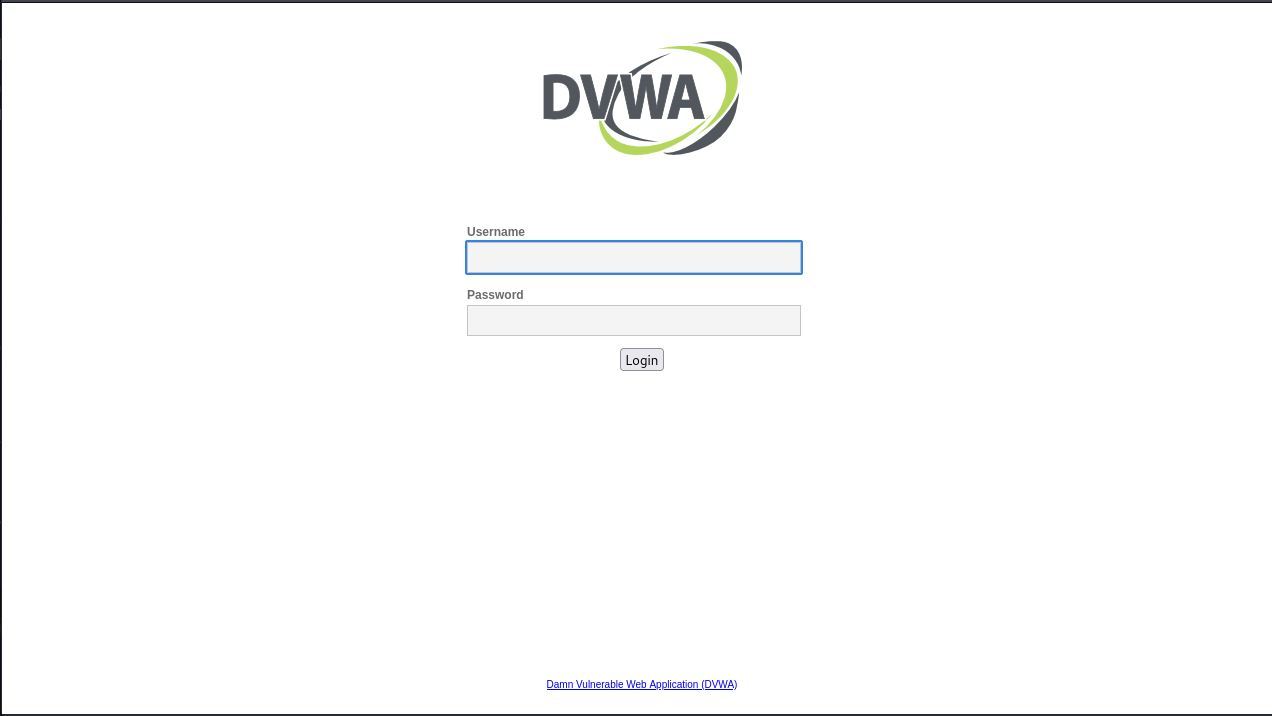 DVWA
Username
Password
Login
Damn Vulnerable Web Application (DVWA)